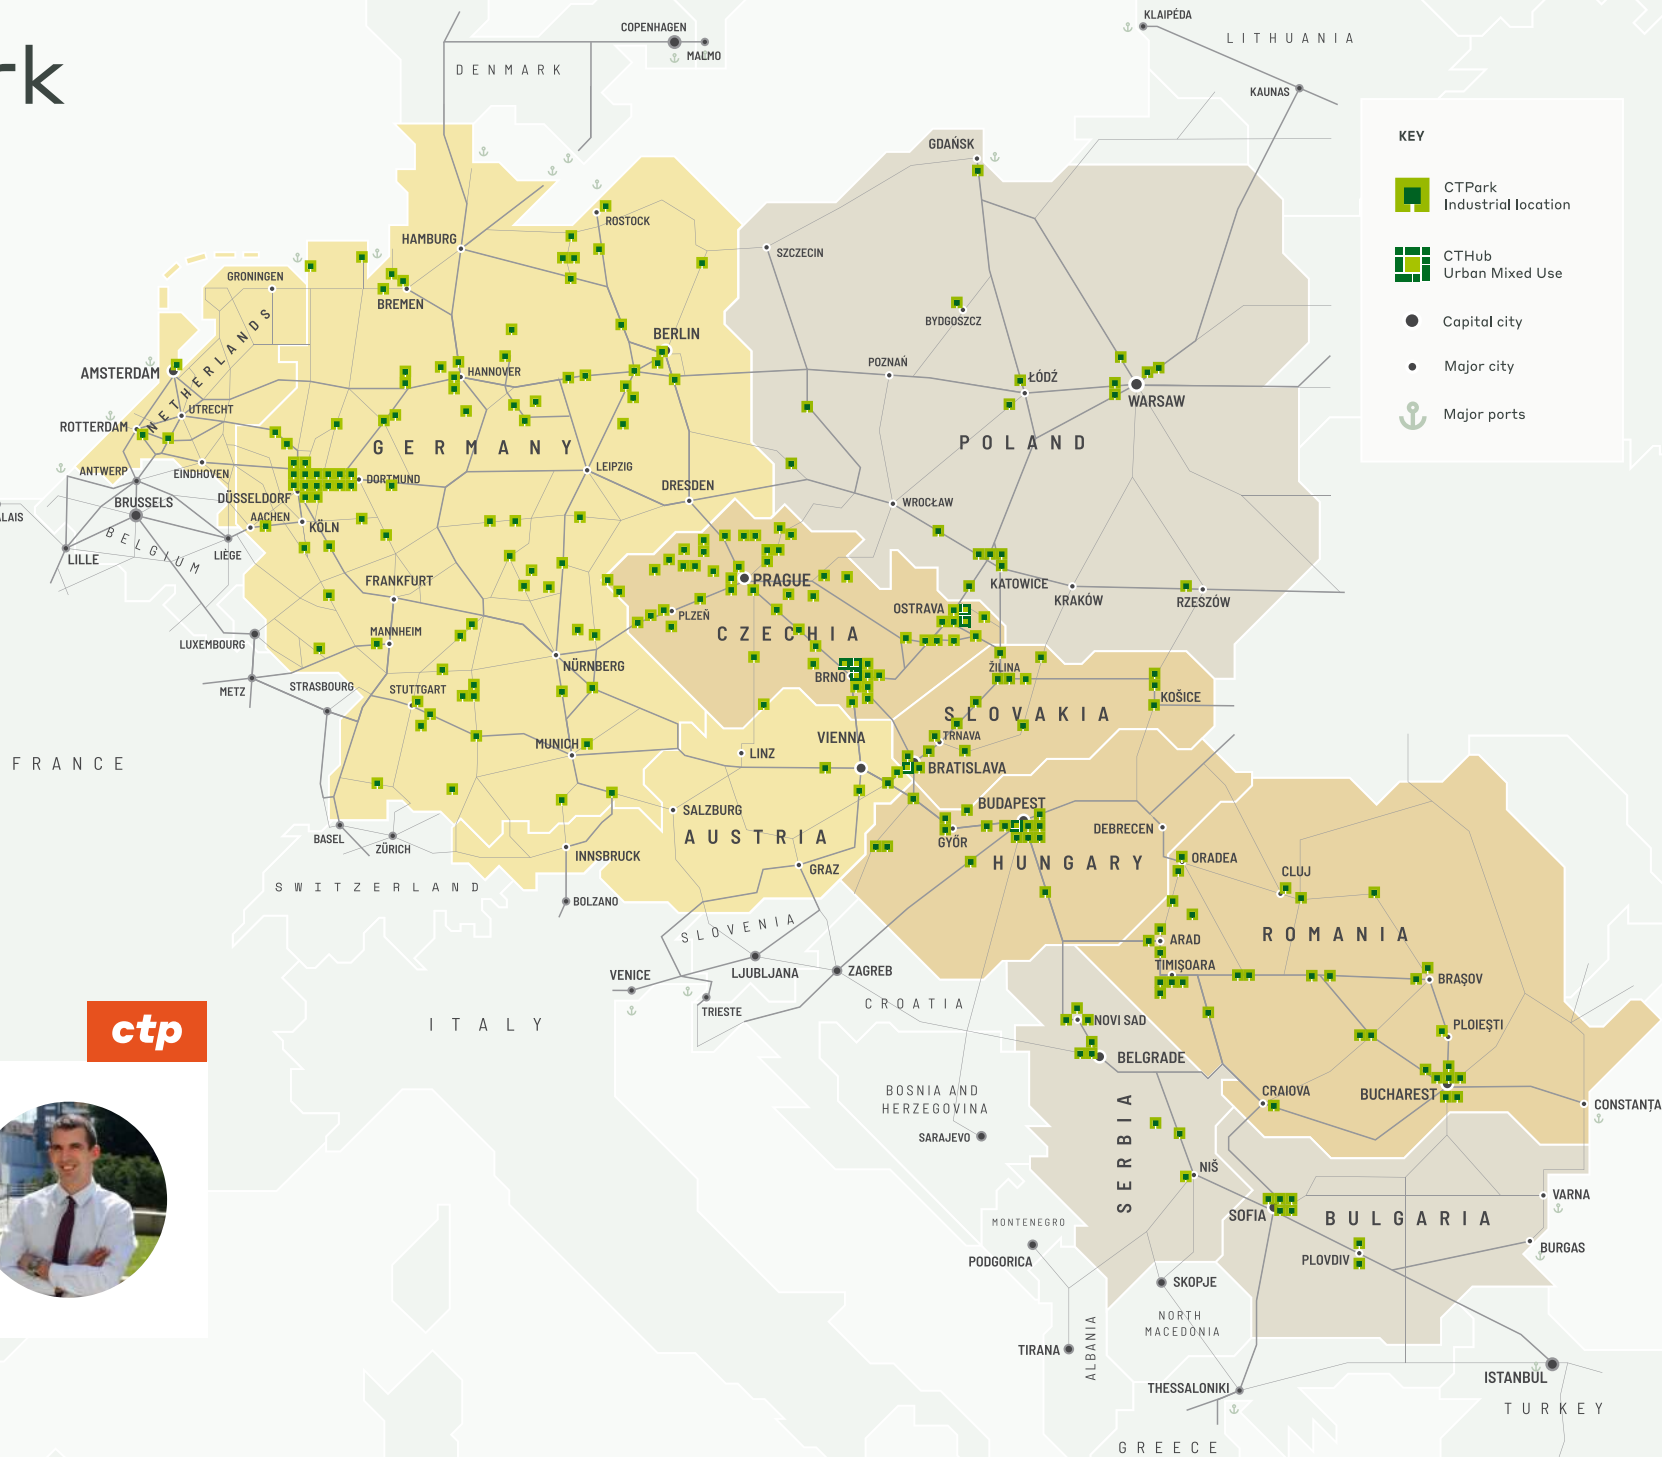 rk
KLAIPÉDA
LITHUANIA
COPENHAGEN
MALMO
DENMARK
KAUNAS
KEY
CTPark
Industrial location
CTHub
Urban Mixed Use
Capital city
Major city
Major ports
GDAŃSK
ROSTOCK
HAMBURG
SZCZECIN
GRONINGEN
BREMEN
BYDGOSZCZ
BERLIN
NETHERLANDS
POZNAŃ
AMSTERDAM
HANNOVER
ŁÓDŹ
WARSAW
UTRECHT
ROTTERDAM
GERMANY
POLAND
ANTWERP
EINDHOVEN
DORTMUND
LEIPZIG
DRESDEN
BRUSSELS
DÜSSELDORF
WROCŁAW
ALAIS
AACHEN
KÖLN
BELGIUM
LIÈGE
LILLE
FRANKFURT
PRAGUE
KATOWICE
KRAKÓW
RZESZÓW
OSTRAVA
PLZEŇ
CZECHIA
MANNHEIM
LUXEMBOURG
NÜRNBERG
ŽILINA
BRNO
METZ
STRASBOURG
STUTTGART
KOŠICE
SLOVAKIA
VIENNA
TRNAVA
MUNICH
LINZ
FRANCE
BRATISLAVA
BUDAPEST
SALZBURG
DEBRECEN
BASEL
ZÜRICH
AUSTRIA
GYŐR
INNSBRUCK
HUNGARY
ORADEA
GRAZ
CLUJ
SWITZERLAND
BOLZANO
SLOVENIA
ROMANIA
ARAD
TIMIŞOARA
VENICE
LJUBLJANA
ZAGREB
BRAŞOV
TRIESTE
CROATIA
ctp
ITALY
NOVI SAD
PLOIEŞTI
BELGRADE
BOSNIA AND
HERZEGOVINA
CRAIOVA
BUCHAREST
CONSTANȚA
SARAJEVO
SERBIA
NIŠ
VARNA
SOFIA
BULGARIA
MONTENEGRO
PODGORICA
PLOVDIV
BURGAS
SKOPJE
NORTH
MACEDONIA
ALBANIA
TIRANA
THESSALONIKI
ISTANBUL
TURKEY
GREECE